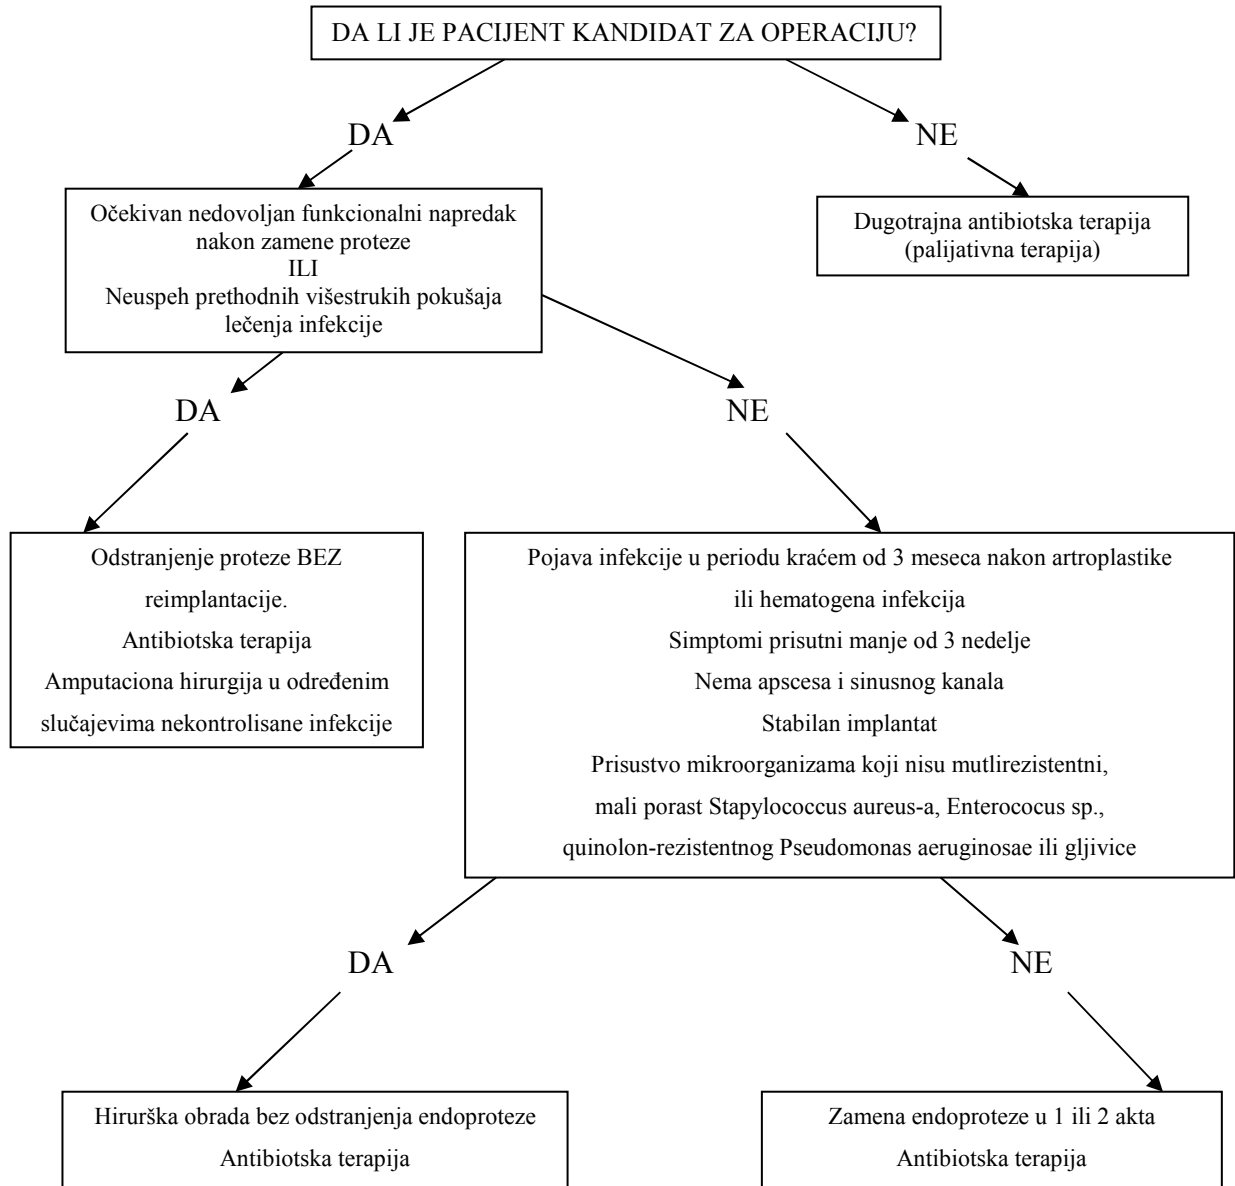 DA LI JE PACIJENT KANDIDAT ZA OPERACIJU?
DA
NE
Očekivan nedovoljan funkcionalni napredak
nakon zamene proteze
ILI
Neuspeh prethodnih višestrukih pokušaja
lečenja infekcije
Dugotrajna antibiotska terapija
(palijativna terapija)
DA
NE
Odstranjenje proteze BEZ
reimplantacije.
Antibiotska terapija
Amputaciona hirurgija u određenim
slučajevima nekontrolisane infekcije
Pojava infekcije u periodu kraćem od 3 meseca nakon artroplastike
ili hematogena infekcija
Simptomi prisutni manje od 3 nedelje
Nema apscesa i sinusnog kanala
Stabilan implantat
Prisustvo mikroorganizama koji nisu mutlirezistentni,
mali porast Stapylococcus aureus-a, Enterococus sp.,
quinolon-rezistentnog Pseudomonas aeruginosae ili gljivice
DA
NE
Hirurška obrada bez odstranjenja endoproteze
Antibiotska terapija
Zamena endoproteze u 1 ili 2 akta
Antibiotska terapija